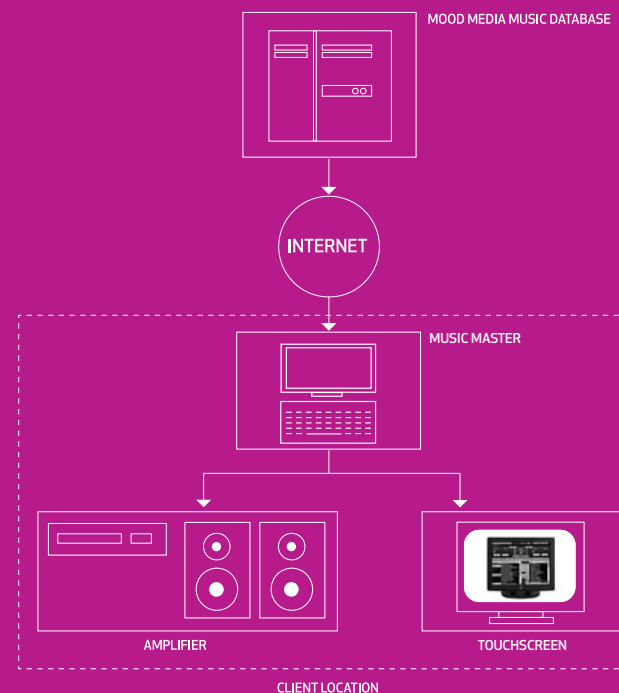 MOOD MEDIA MUSIC DATABASE
INTERNET
MUSIC MASTER
AMPLIFIER
TOUCHSCREEN
CLIENT LOCATION